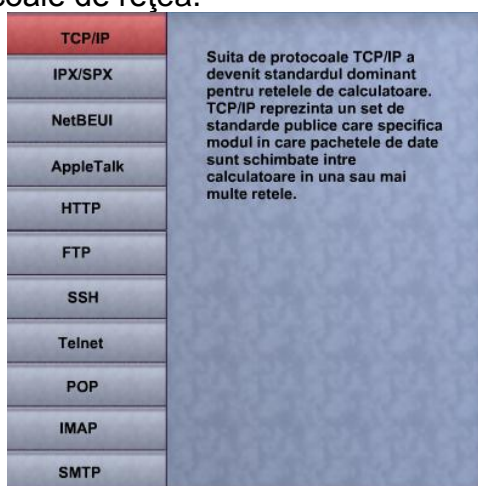 de reţea.
TCP/IP
IPX/SPX
NetBEUI
AppleTalk
HTTP
FTP
SSH
Telnet
POP
IMAP
SMTP
Suita de protocoale TCP/IP a
devenit standardul dominant
pentru retelele de calculatoare.
TCP/IP reprezinta un set de
standarde publice care specifica
modul in care pachetele de date
sunt schimbate intre
calculatoare in una sau mai
multe retele.